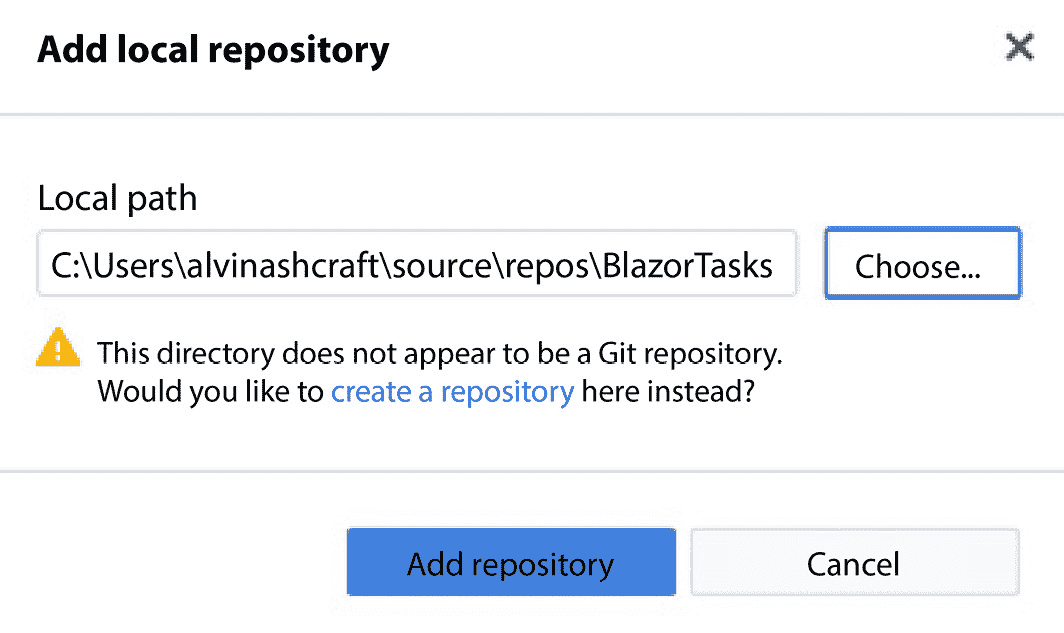 Add local repository
Local path
C:\Users\alvinashcraft\source\repos\BlazorTasks
Choose...
This directory does not appear to be a Git repository.
Would you like to create a repository here instead?
Add repository
Cancel